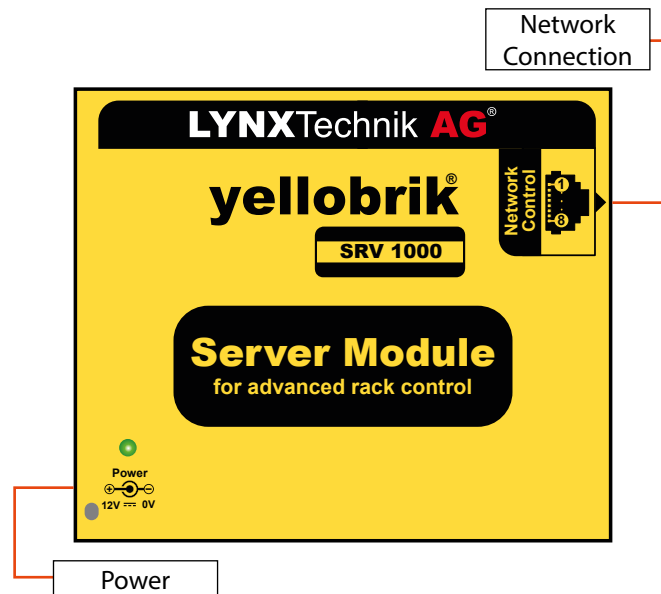 Network
Connection
LYNXTechnik AG®
yellobrik®
SRV 1000
Network
Control
1
8
Server Module
for advanced rack control
Power
+ -
12V ⎓ 0V
Power